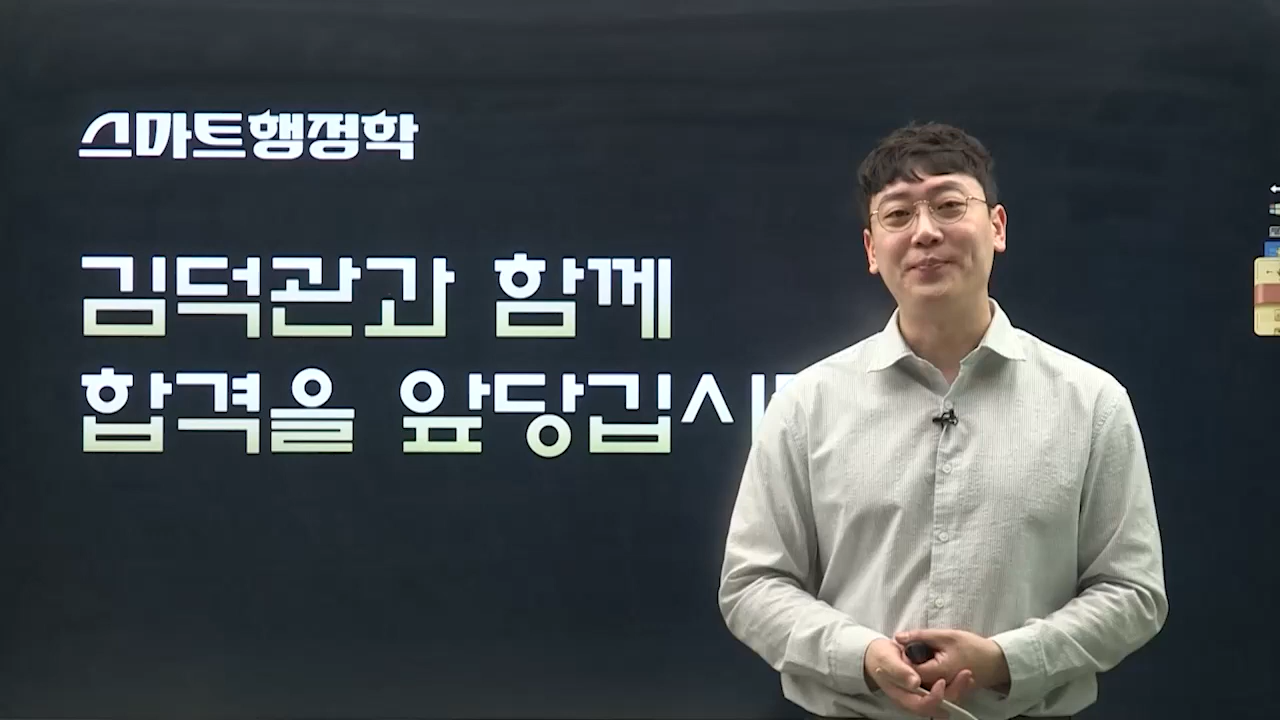 스마트행정학
김덕관과 함께
합격을 앞당깁시